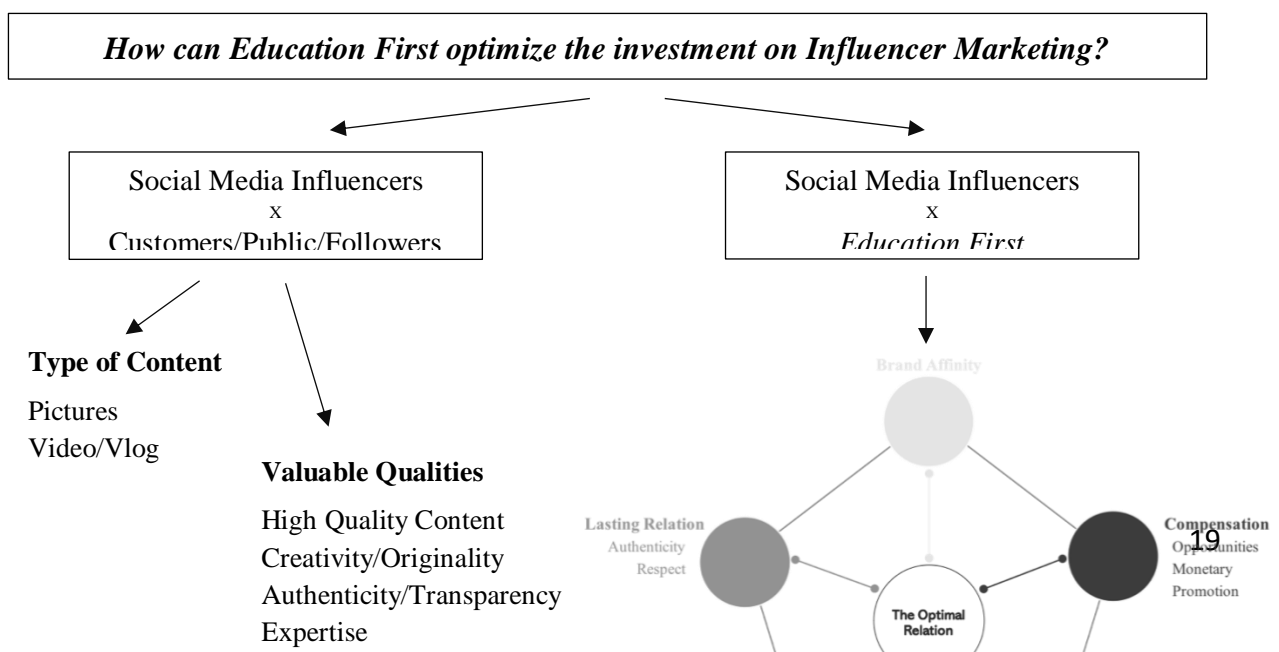 How can Education First optimize the investment on Influencer Marketing?
Social Media Influencers
x
Customers/Public/Followers
Social Media Influencers
x
Education First
Type of Content
Pictures
Video/Vlog
Valuable Qualities
High Quality Content
Creativity/Originality
Authenticity/Transparency
Expertise
Brand Affinity
Lasting Relation
Authenticity
Respect
Compensation
Opportunities
Monetary
Promotion
19
The Optimal
Relation